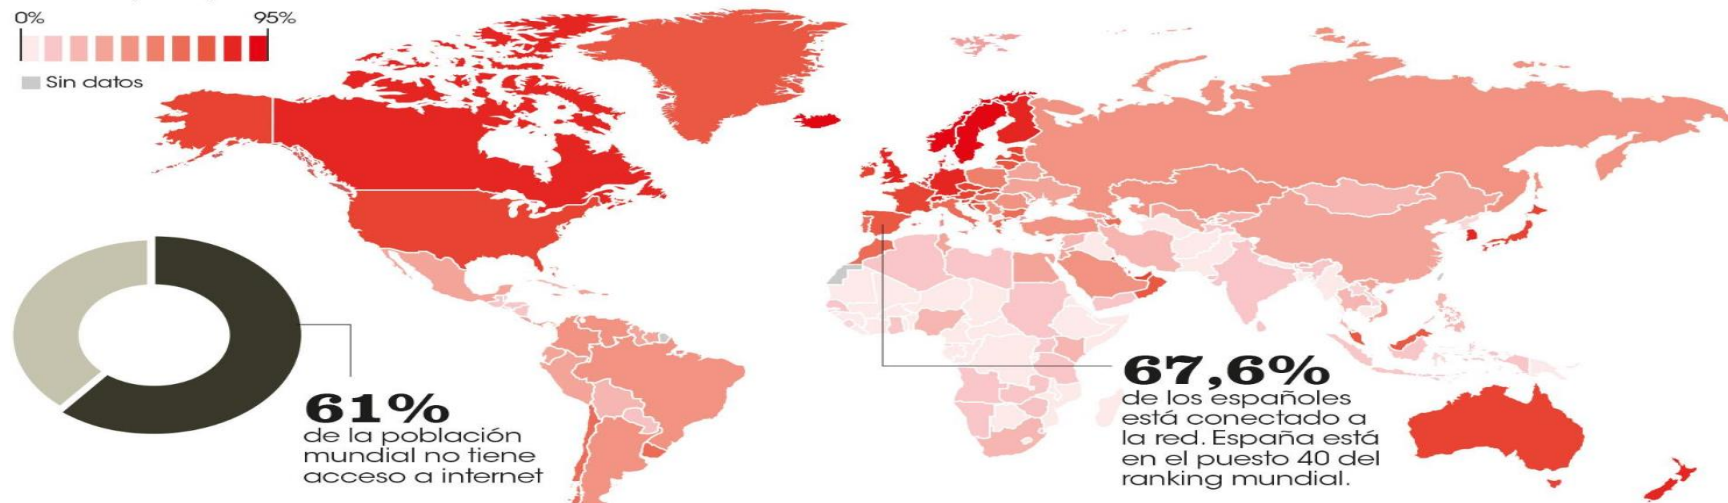 0% 95%
Sin datos
61%
de la población
mundial no tiene
acceso a internet
67,6%
de los españoles
está conectado a
la red. España está
en el puesto 40 del
ranking mundial.